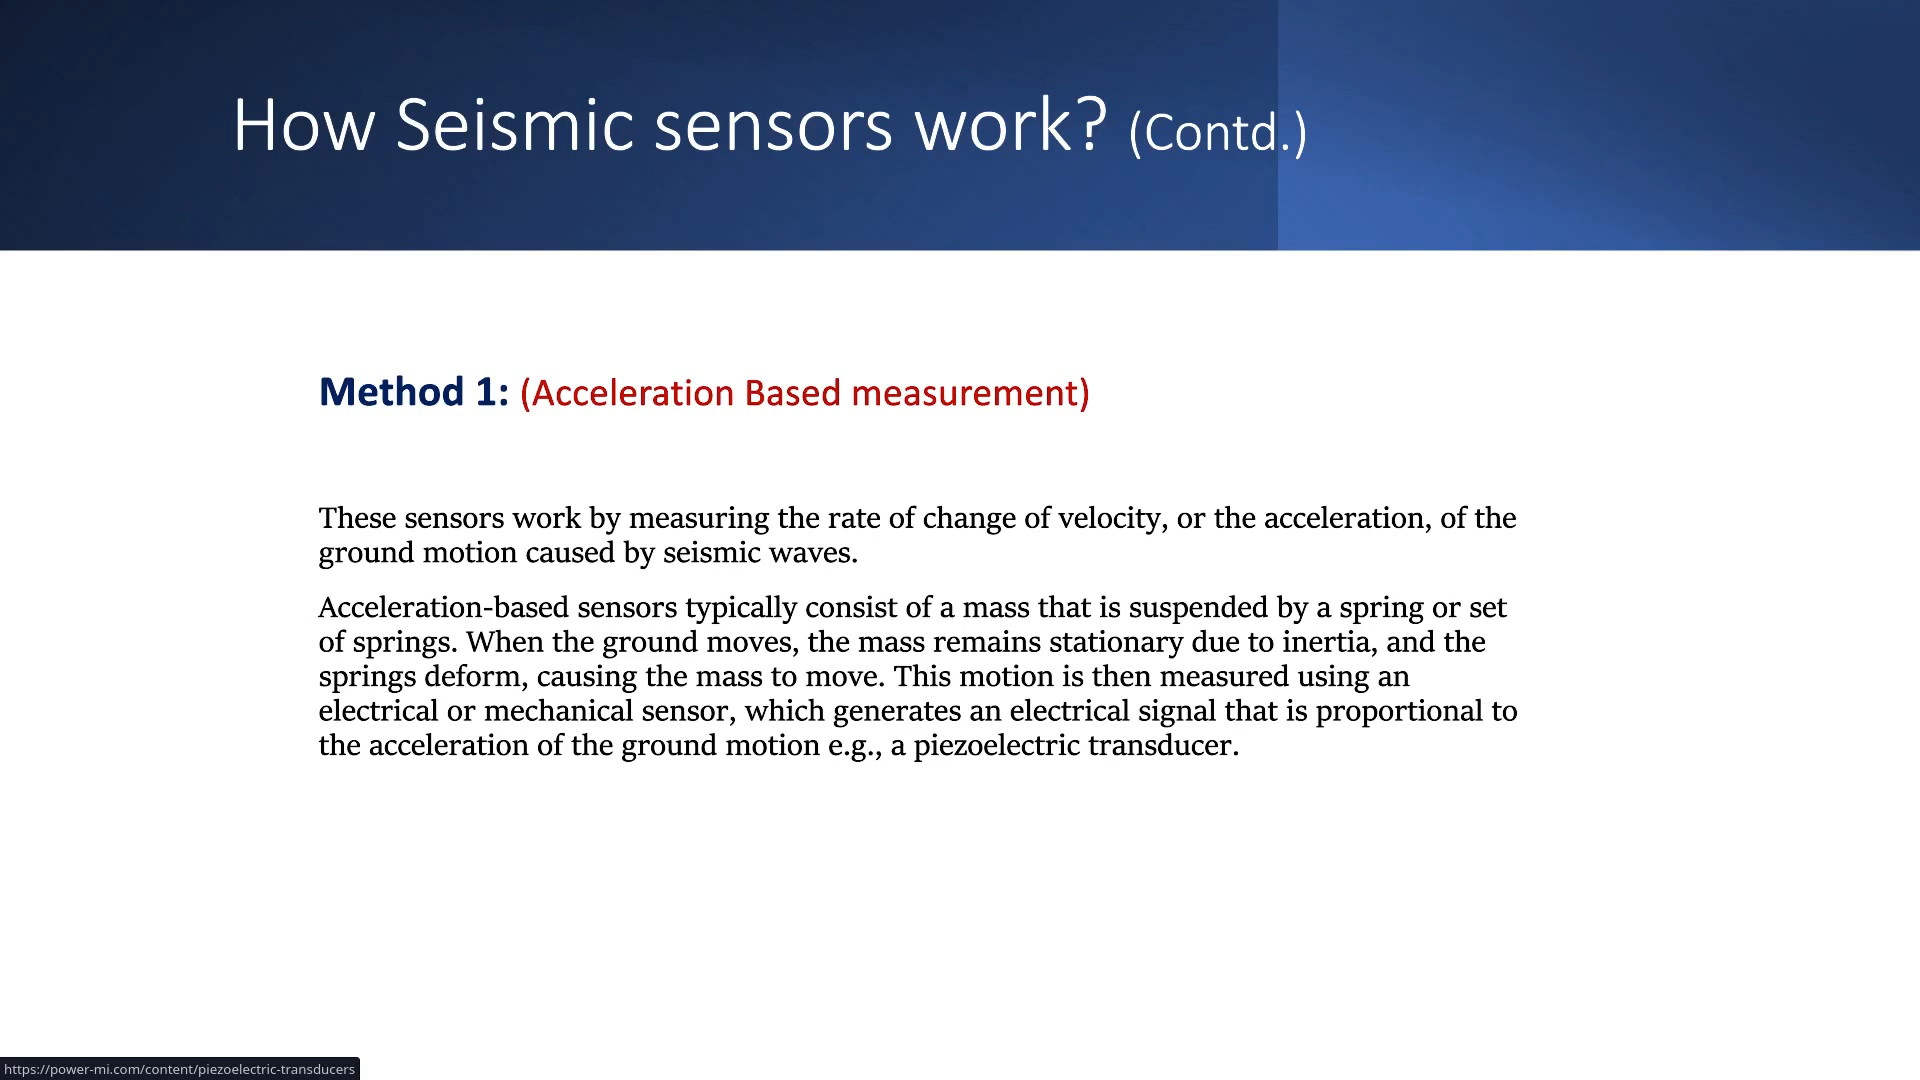 How Seismic sensors work? (Contd.)
Method 1: (Acceleration Based measurement)
These sensors work by measuring the rate of change of velocity, or the acceleration, of the
ground motion caused by seismic waves.
Acceleration-based sensors typically consist of a mass that is suspended by a spring or set
of springs. When the ground moves, the mass remains stationary due to inertia, and the
springs deform, causing the mass to move. This motion is then measured using an
electrical or mechanical sensor, which generates an electrical signal that is proportional to
the acceleration of the ground motion e.g., a piezoelectric transducer.
https://power-mi.com/content/piezoelectric-transducers